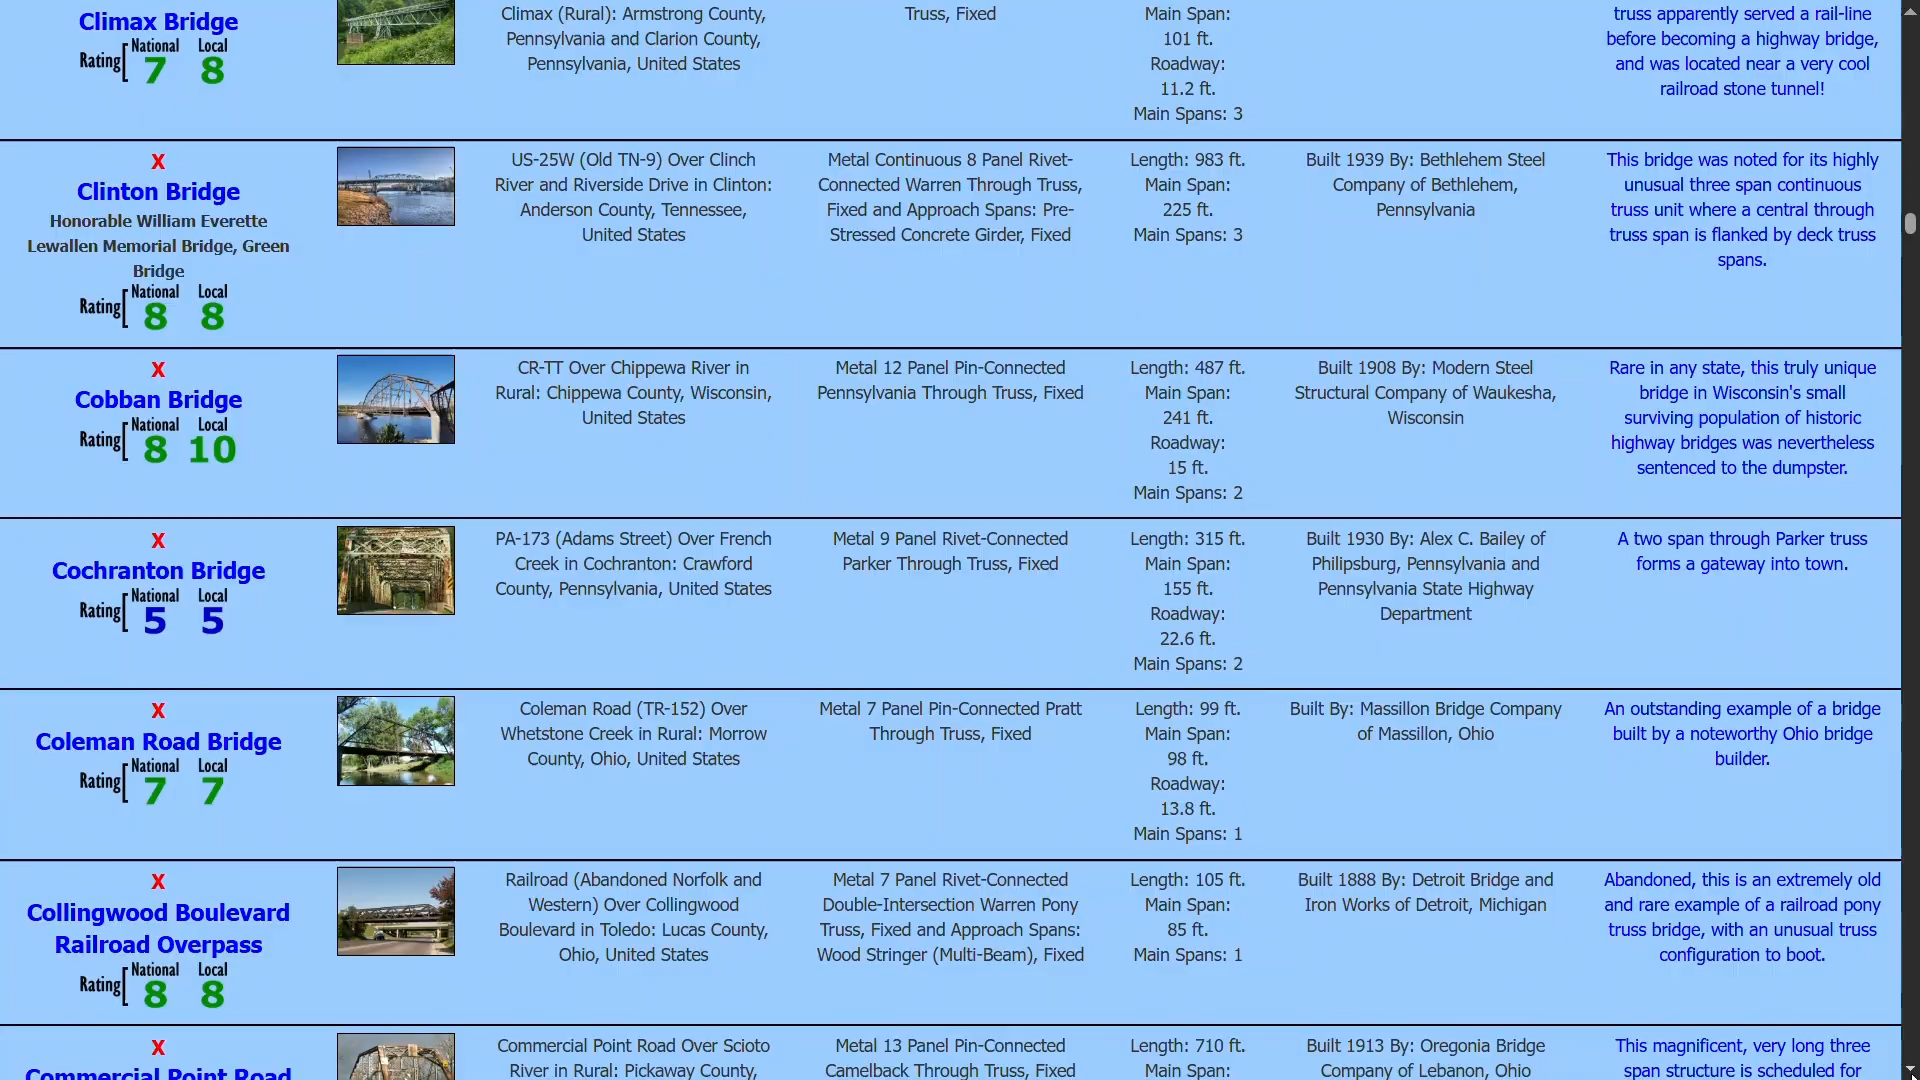 Climax Bridge
Rating National Local
7 8
Climax (Rural): Armstrong County,
Pennsylvania and Clarion County,
Pennsylvania, United States
Truss, Fixed
Main Span:
101 ft.
Roadway:
11.2 ft.
Main Spans: 3
truss apparently served a rail-line
before becoming a highway bridge,
and was located near a very cool
railroad stone tunnel!
X
Clinton Bridge
Honorable William Everette
Lewallen Memorial Bridge, Green
Bridge
Rating National Local
8 8
US-25W (Old TN-9) Over Clinch
River and Riverside Drive in Clinton:
Anderson County, Tennessee,
United States
Metal Continuous 8 Panel Rivet-
Connected Warren Through Truss,
Fixed and Approach Spans: Pre-
Stressed Concrete Girder, Fixed
Length: 983 ft.
Main Span:
225 ft.
Main Spans: 3
Built 1939 By: Bethlehem Steel
Company of Bethlehem,
Pennsylvania
This bridge was noted for its highly
unusual three span continuous
truss unit where a central through
truss span is flanked by deck truss
spans.
X
Cobban Bridge
Rating National Local
8 10
CR-TT Over Chippewa River in
Rural: Chippewa County, Wisconsin,
United States
Metal 12 Panel Pin-Connected
Pennsylvania Through Truss, Fixed
Length: 487 ft.
Main Span:
241 ft.
Roadway:
15 ft.
Main Spans: 2
Built 1908 By: Modern Steel
Structural Company of Waukesha,
Wisconsin
Rare in any state, this truly unique
bridge in Wisconsin's small
surviving population of historic
highway bridges was nevertheless
sentenced to the dumpster.
X
Cochranton Bridge
Rating National Local
5 5
PA-173 (Adams Street) Over French
Creek in Cochranton: Crawford
County, Pennsylvania, United States
Metal 9 Panel Rivet-Connected
Parker Through Truss, Fixed
Length: 315 ft.
Main Span:
155 ft.
Roadway:
22.6 ft.
Main Spans: 2
Built 1930 By: Alex C. Bailey of
Philipsburg, Pennsylvania and
Pennsylvania State Highway
Department
A two span through Parker truss
forms a gateway into town.
X
Coleman Road Bridge
Rating National Local
7 7
Coleman Road (TR-152) Over
Whetstone Creek in Rural: Morrow
County, Ohio, United States
Metal 7 Panel Pin-Connected Pratt
Through Truss, Fixed
Length: 99 ft.
Main Span:
98 ft.
Roadway:
13.8 ft.
Main Spans: 1
Built By: Massillon Bridge Company
of Massillon, Ohio
An outstanding example of a bridge
built by a noteworthy Ohio bridge
builder.
X
Collingwood Boulevard
Railroad Overpass
Rating National Local
8 8
Railroad (Abandoned Norfolk and
Western) Over Collingwood
Boulevard in Toledo: Lucas County,
Ohio, United States
Metal 7 Panel Rivet-Connected
Double-Intersection Warren Pony
Truss, Fixed and Approach Spans:
Wood Stringer (Multi-Beam), Fixed
Length: 105 ft.
Main Span:
85 ft.
Main Spans: 1
Built 1888 By: Detroit Bridge and
Iron Works of Detroit, Michigan
Abandoned, this is an extremely old
and rare example of a railroad pony
truss bridge, with an unusual truss
configuration to boot.
X
Commercial Point Road
Commercial Point Road Over Scioto
River in Rural: Pickaway County,
Metal 13 Panel Pin-Connected
Camelback Through Truss, Fixed
Length: 710 ft.
Main Span:
Built 1913 By: Oregonia Bridge
Company of Lebanon, Ohio
This magnificent, very long three
span structure is scheduled for